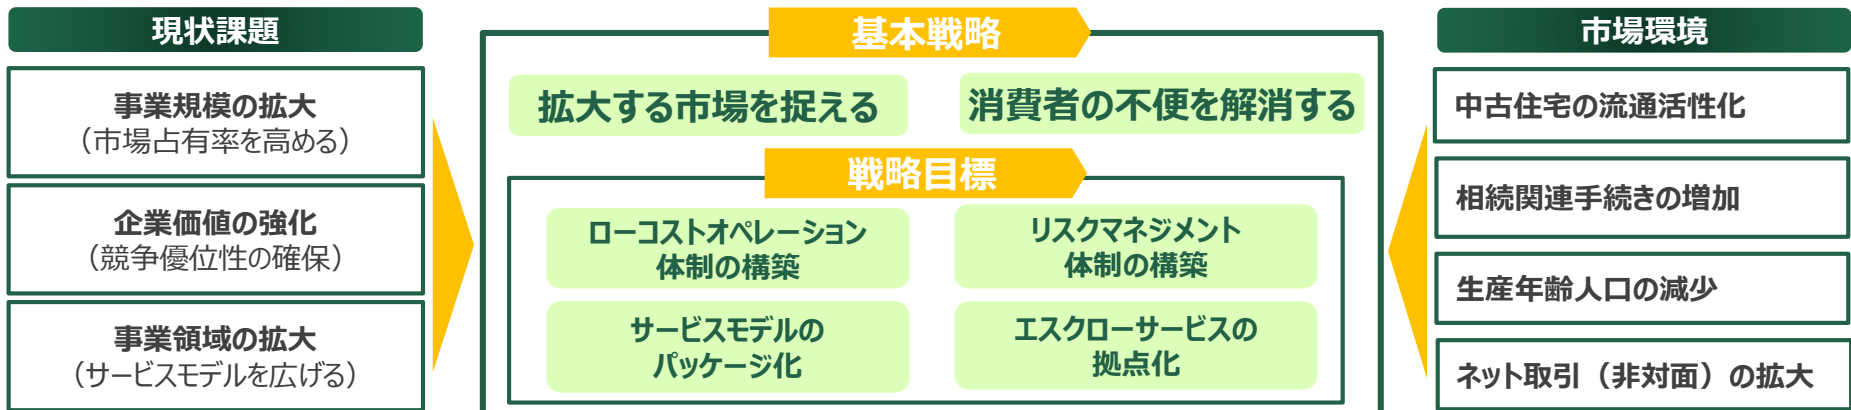 現状課題
事業規模の拡大
（市場占有率を高める）
企業価値の強化
（競争優位性の確保）
事業領域の拡大
（サービスモデルを広げる）
基本戦略
拡大する市場を捉える
消費者の不便を解消する
戦略目標
ローコストオペレーション
体制の構築
リスクマネジメント
体制の構築
サービスモデルの
パッケージ化
エスクローサービスの
拠点化
市場環境
中古住宅の流通活性化
相続関連手続きの増加
生産年齢人口の減少
ネット取引（非対面）の拡大